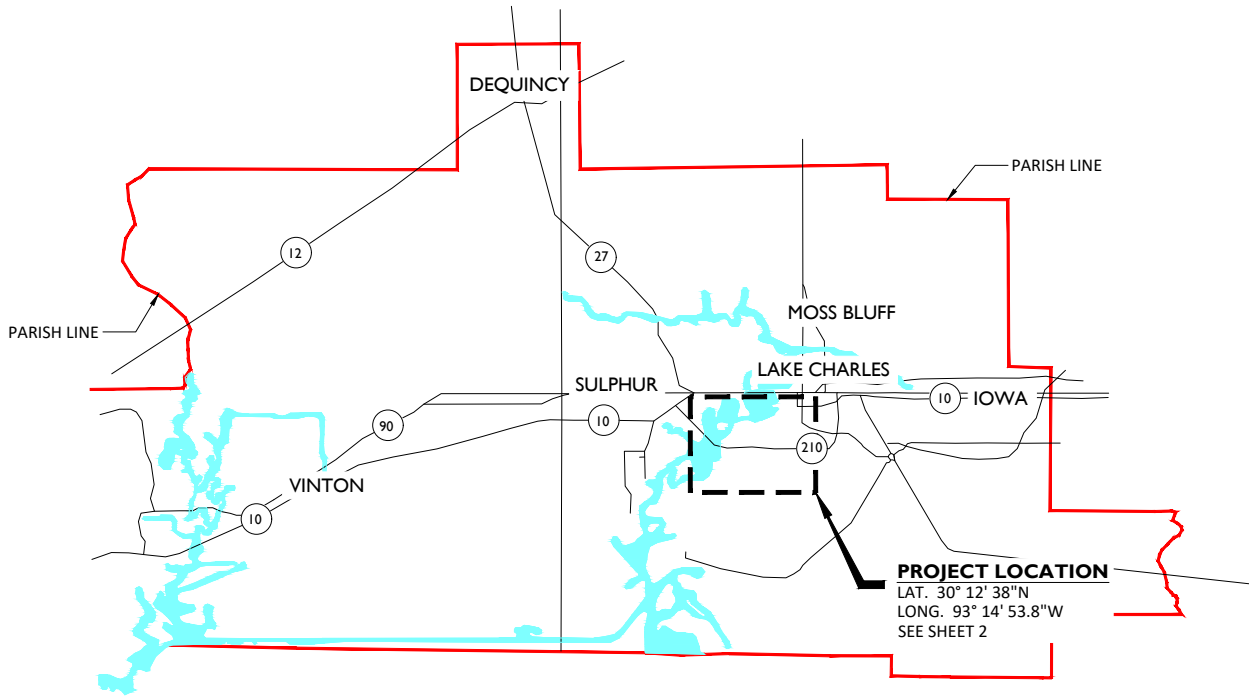 DEQUINCY
PARISH LINE
12
27
MOSS BLUFF
PARISH LINE
LAKE CHARLES
SULPHUR
10
IOWA
90
10
210
VINTON
10
PROJECT LOCATION
LAT. 30° 12' 38"N
LONG. 93° 14' 53.8"W
SEE SHEET 2